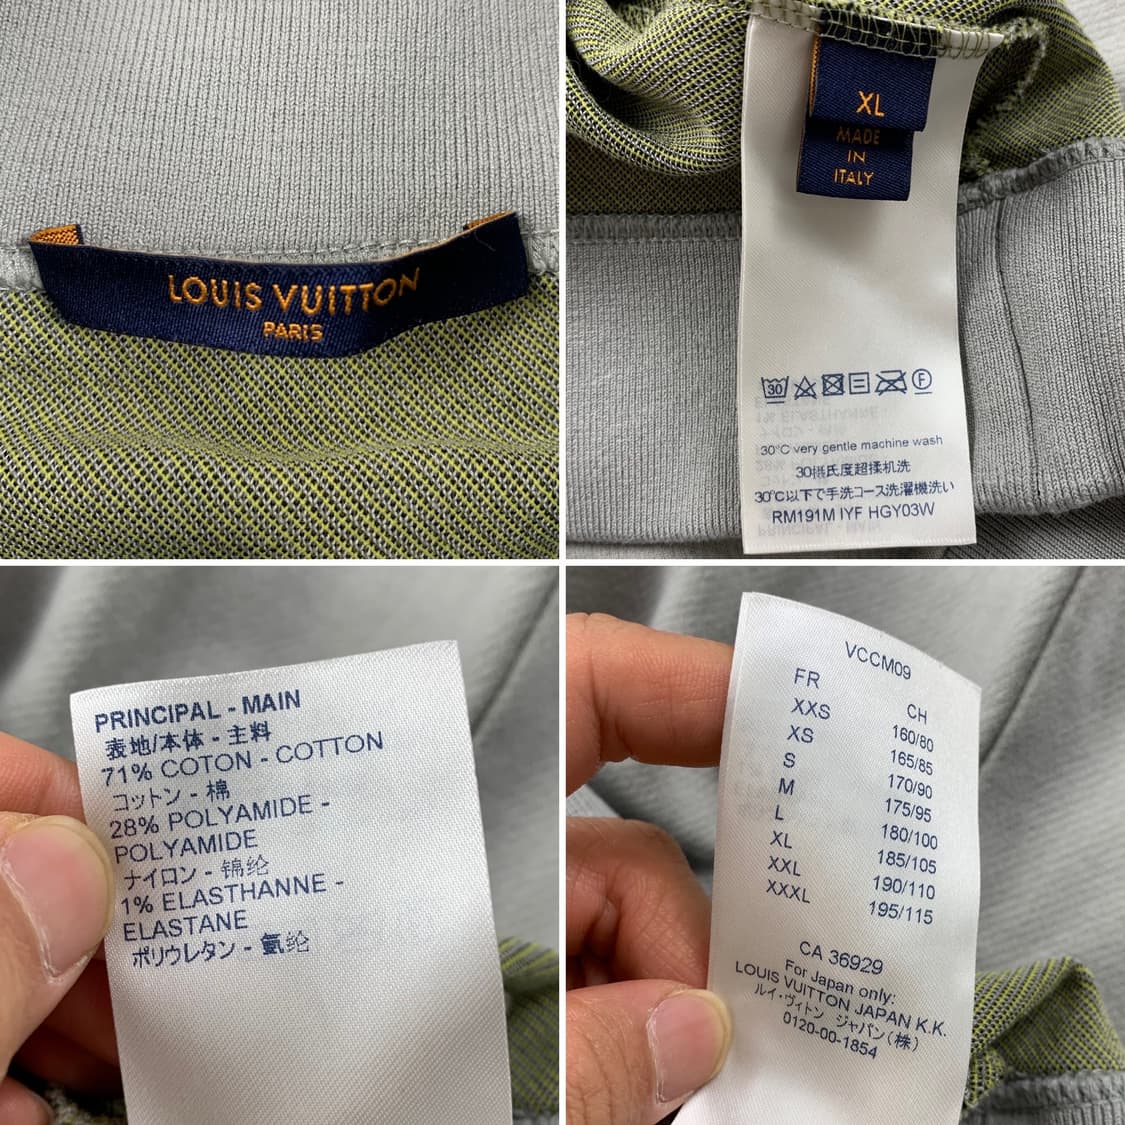 LOUIS VUITTON
PARIS
XL
MADE
IN
ITALY
30
F
30°C very gentle machine wash
30摄氏度超揉机洗
30℃以下で手洗コース洗濯機洗い
RM191M IYF HGY03W
PRINCIPAL - MAIN
表地/本体 - 主料
71% COTON - COTTON
コットン - 棉
28% POLYAMIDE -
POLYAMIDE
ナイロン - 锦纶
1% ELASTHANNE -
ELASTANE
ポリウレタン - 氨纶
VCCM09
FR CH
XXS 160/80
XS 165/85
S 170/90
M 175/95
L 180/100
XL 185/105
XXL 190/110
XXXL 195/115
CA 36929
For Japan only:
LOUIS VUITTON JAPAN K.K.
ルイ・ヴィトン ジャパン(株)
0120-00-1854